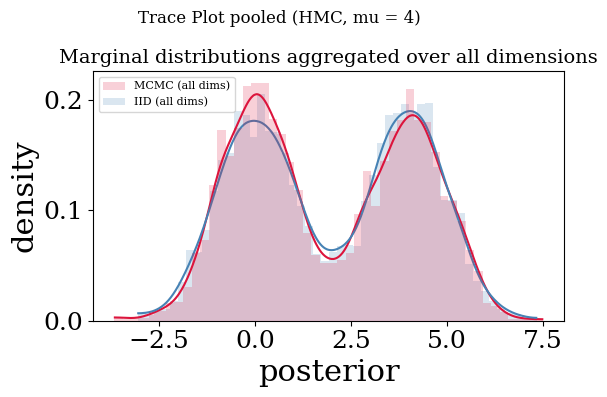 Trace Plot pooled (HMC, mu = 4)
Marginal distributions aggregated over all dimensions
MCMC (all dims)
IID (all dims)
density
0.2
0.1
0.0
−2.5 0.0 2.5 5.0 7.5
posterior